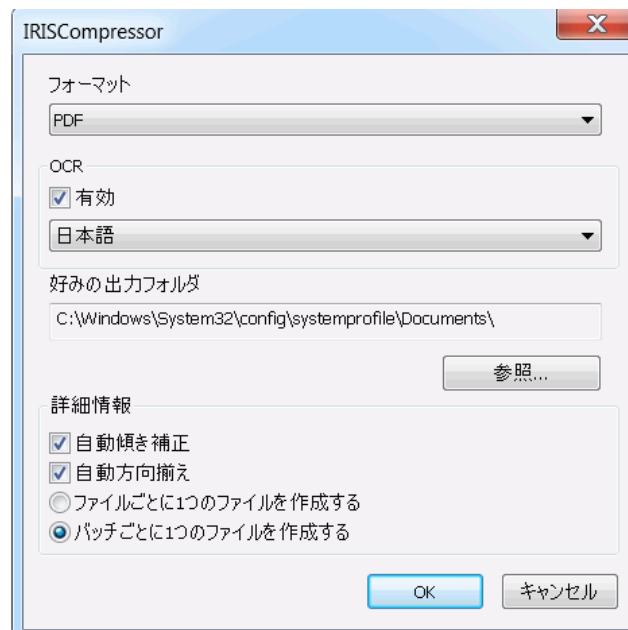 IRISCompressor
フォーマット
PDF
OCR
有効
日本語
好みの出力フォルダ
C:\Windows\System32\config\systemprofile\Documents\
参照...
詳細情報
自動傾き補正
自動方向揃え
ファイルごとに1つのファイルを作成する
バッチごとに1つのファイルを作成する
OK
キャンセル